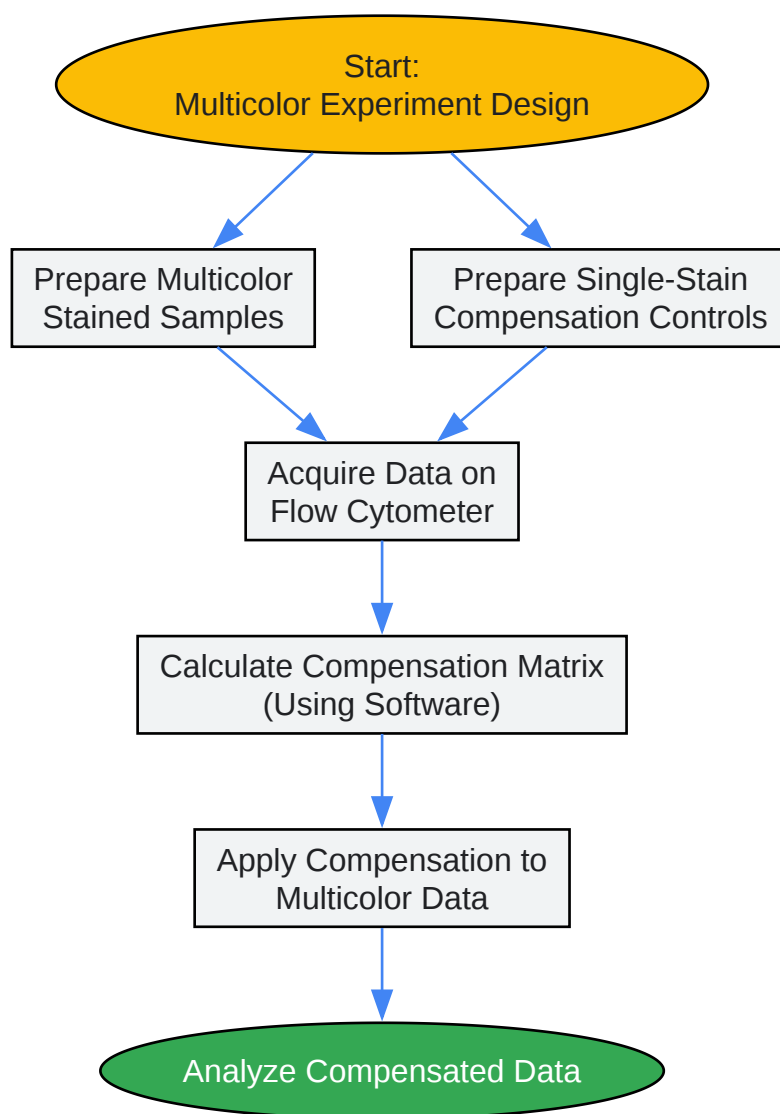 Start:
Multicolor Experiment Design
Prepare Multicolor
Stained Samples
Prepare Single-Stain
Compensation Controls
Acquire Data on
Flow Cytometer
Calculate Compensation Matrix
(Using Software)
Apply Compensation to
Multicolor Data
Analyze Compensated Data